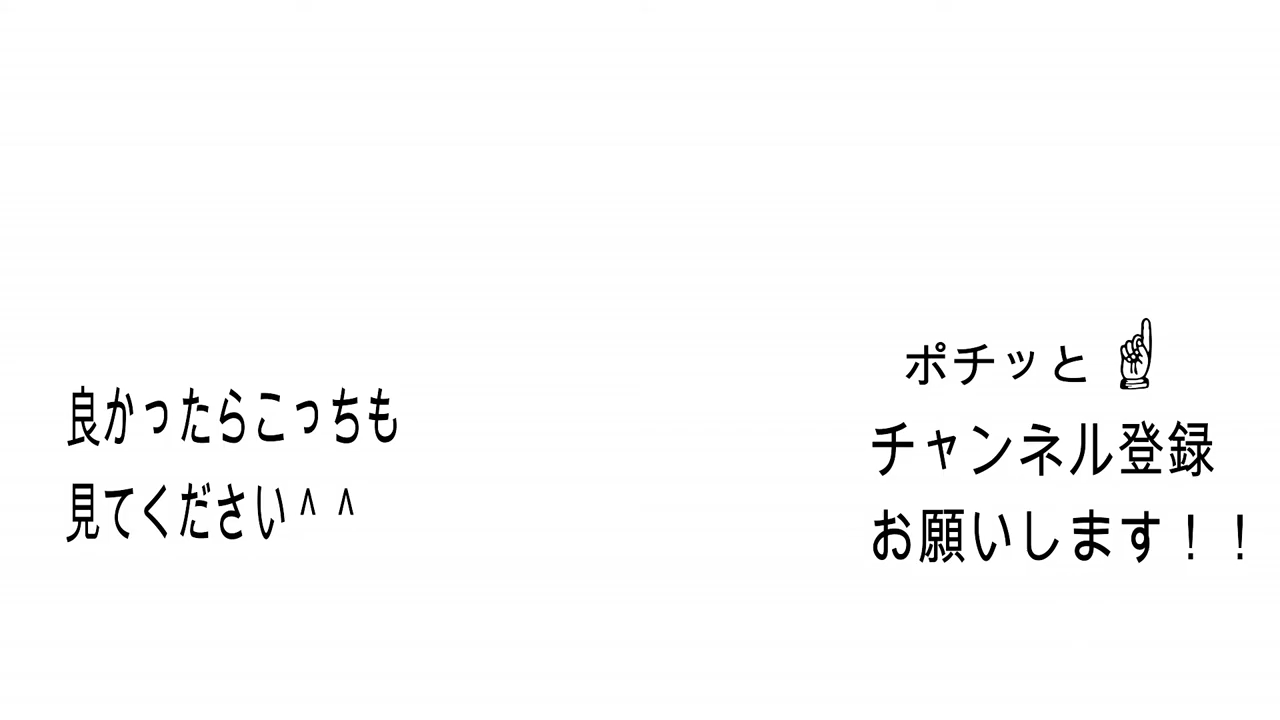 良かったらこっちも
見てください＾＾
ポチッと
チャンネル登録
お願いします！！